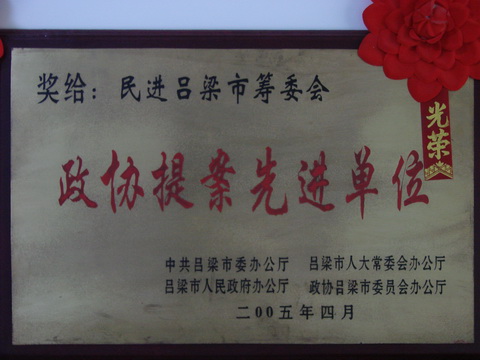 奖给：民进吕梁市筹委会
光荣
政协提案先进单位
中共吕梁市委办公厅 吕梁市人大常委会办公厅
吕梁市人民政府办公厅 政协吕梁市委员会办公厅
二00五年四月